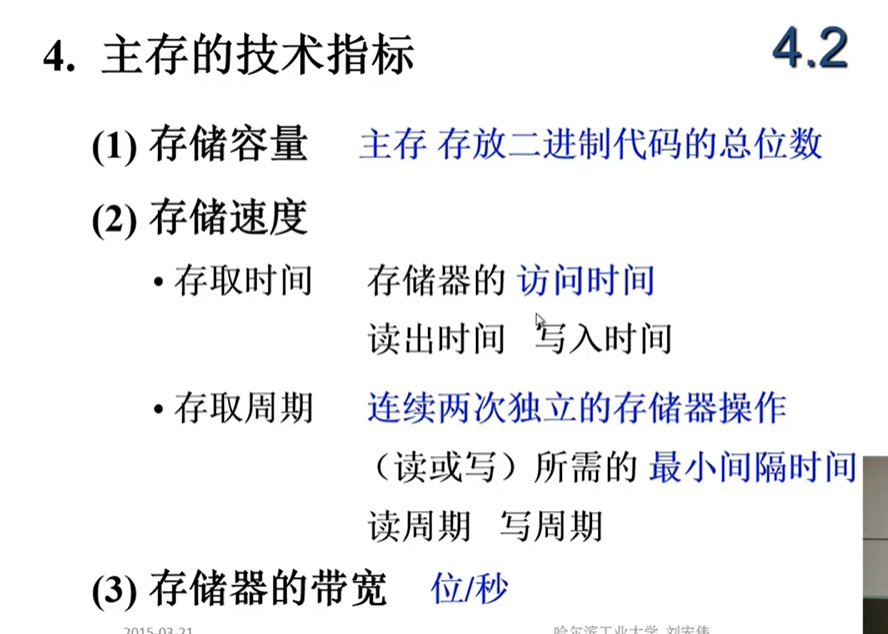 4. 主存的技术指标
4.2
(1) 存储容量 主存 存放二进制代码的总位数
(2) 存储速度
• 存取时间 存储器的 访问时间
读出时间 写入时间
• 存取周期 连续两次独立的存储器操作
（读或写）所需的 最小间隔时间
读周期 写周期
(3) 存储器的带宽 位/秒
2015-03-21 哈尔滨工业大学 刘宏伟